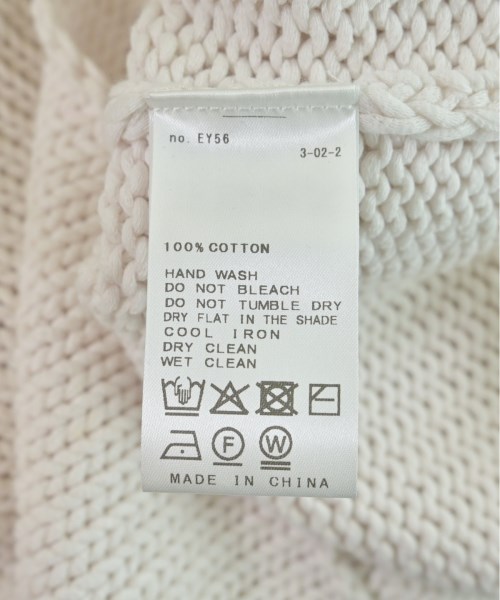 no. EY56
3-02-2
100% COTTON
HAND WASH
DO NOT BLEACH
DO NOT TUMBLE DRY
DRY FLAT IN THE SHADE
COOL IRON
DRY CLEAN
WET CLEAN
F W
MADE IN CHINA